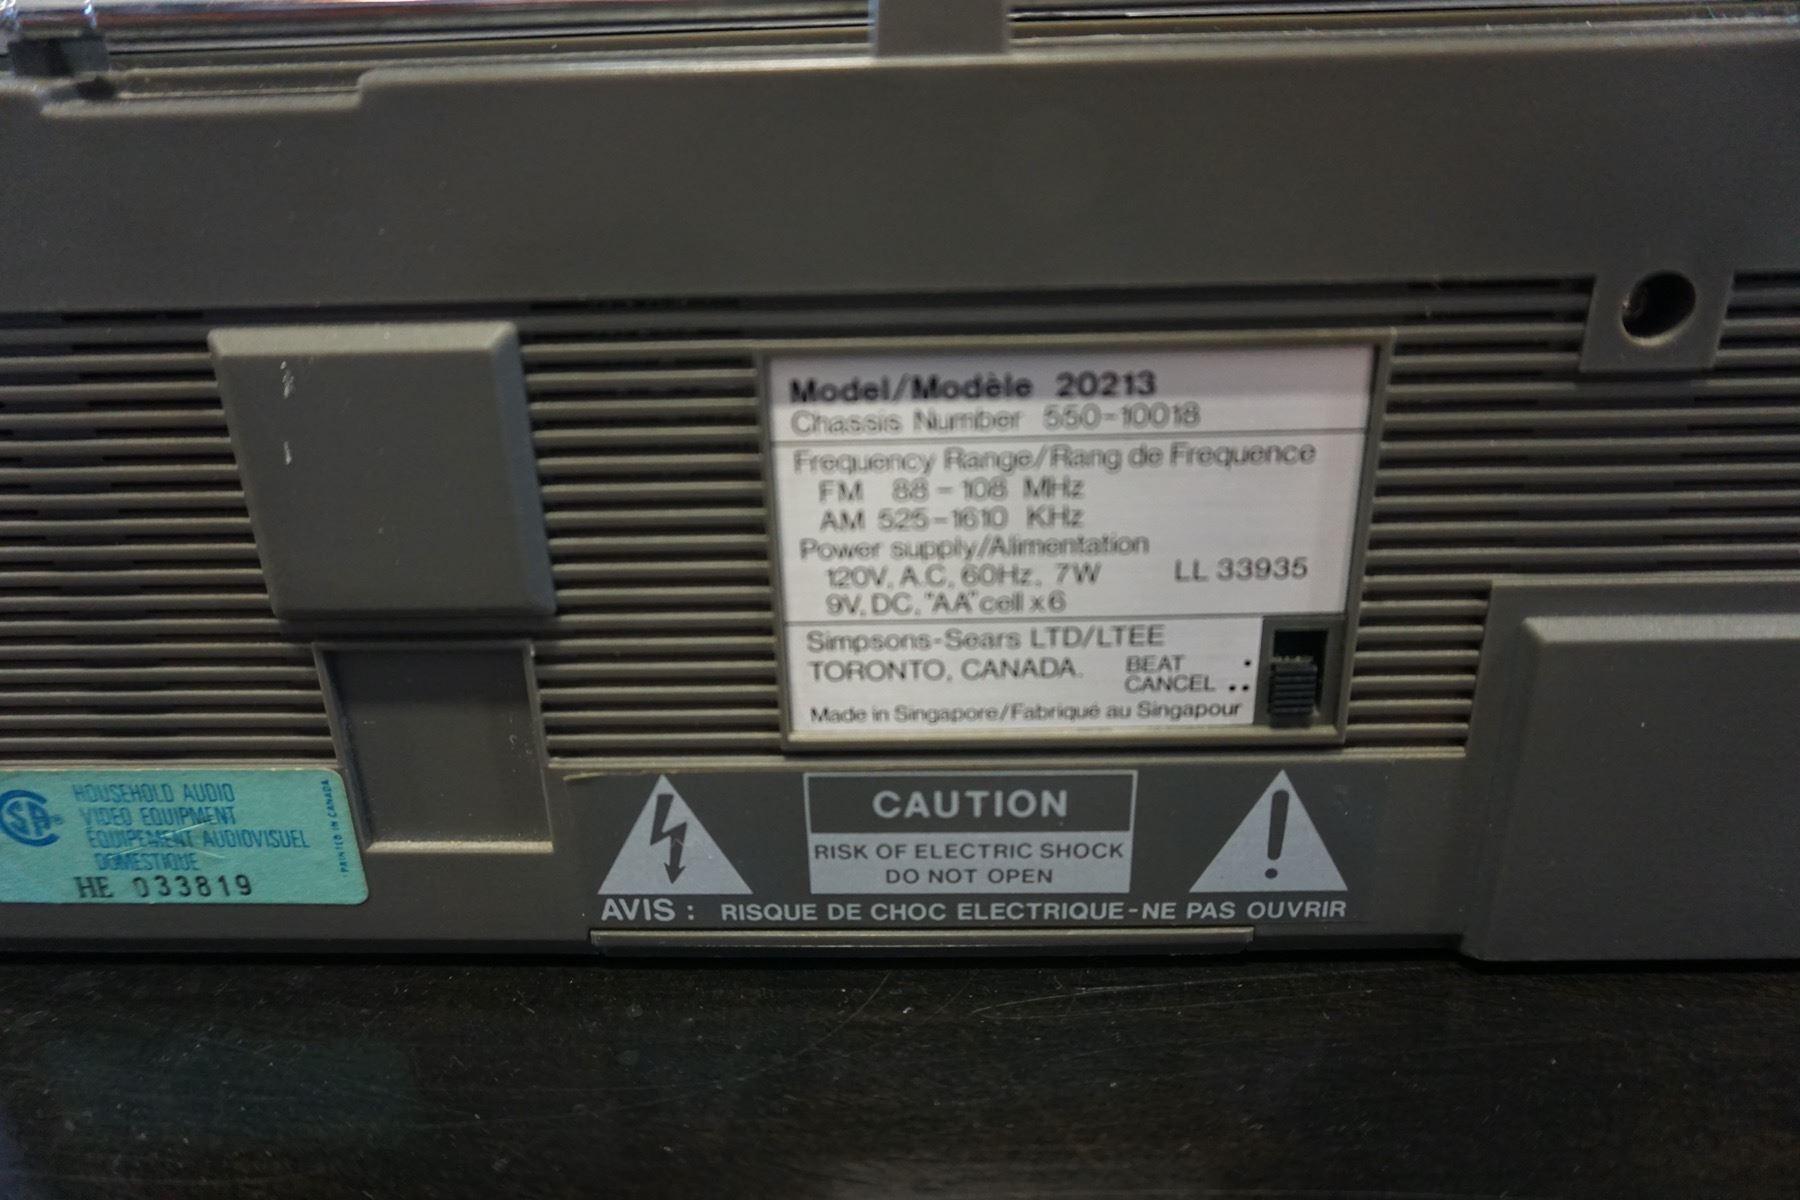 Model/Modèle 20213
Chassis Number 550-10018
Frequency Range/Rang de Frequence
FM 88-108 MHz
AM 525-1610 KHz
Power supply/Alimentation
120V, A.C, 60Hz, 7W LL 33935
9V, DC, "AA" cell x 6
Simpsons-Sears LTD/LTEE
TORONTO, CANADA.
BEAT •
CANCEL ••
Made in Singapore/Fabriqué au Singapour
HOUSEHOLD AUDIO
VIDEO EQUIPMENT
EQUIPEMENT AUDIOVISUEL
DOMESTIQUE
HE 033819
PRINTED IN CANADA
CAUTION
RISK OF ELECTRIC SHOCK
DO NOT OPEN
AVIS : RISQUE DE CHOC ELECTRIQUE-NE PAS OUVRIR